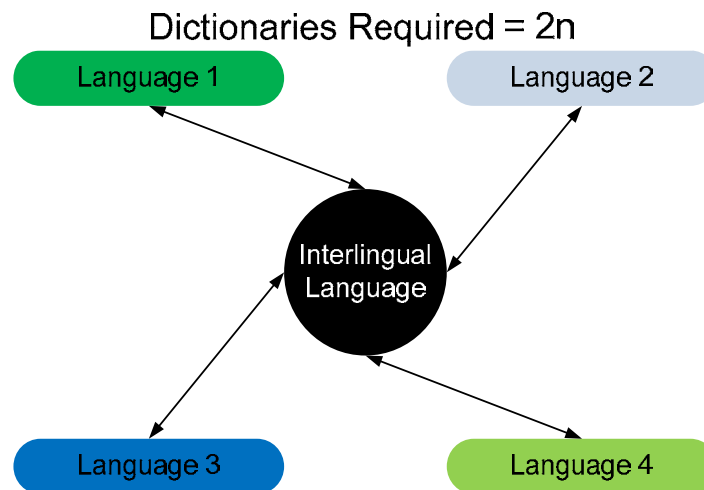 Dictionaries Required = 2n
Language 1
Language 2
Interlingual
Language
Language 3
Language 4